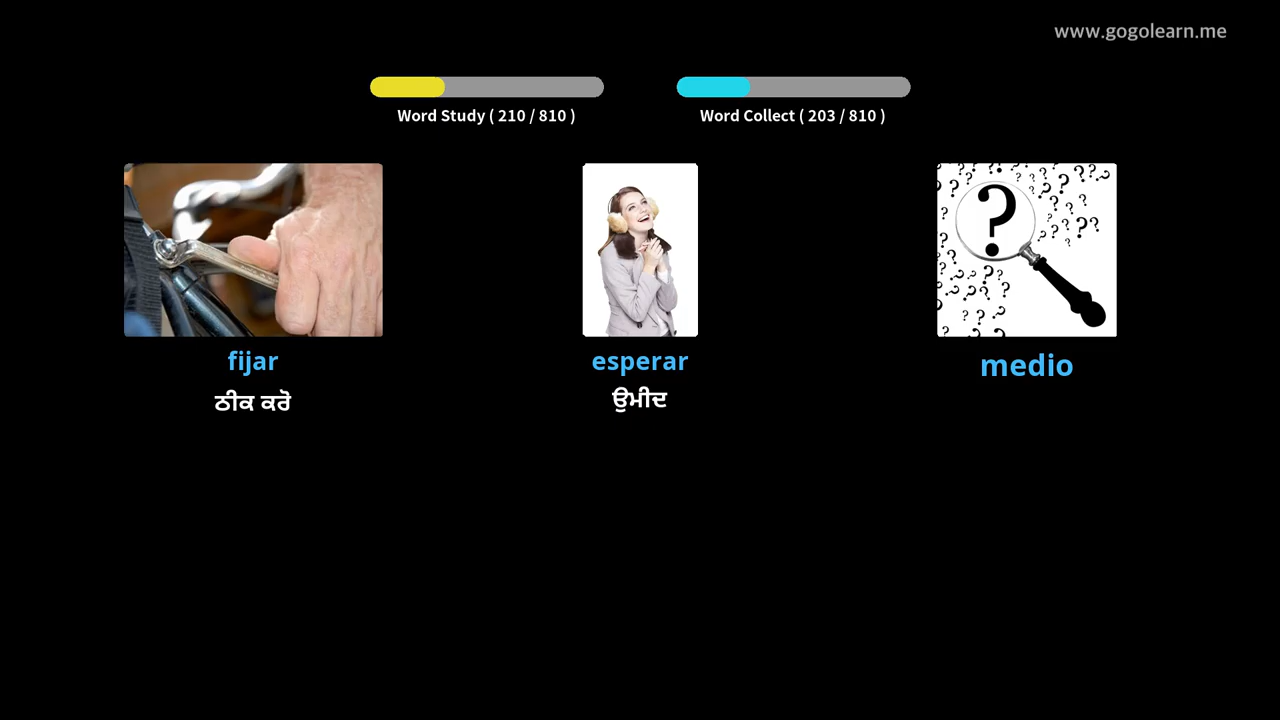 www.gogolearn.me
Word Study ( 210 / 810 )
Word Collect ( 203 / 810 )
fijar
esperar
medio
ਠੀਕ ਕਰੋ
ਉਮੀਦ